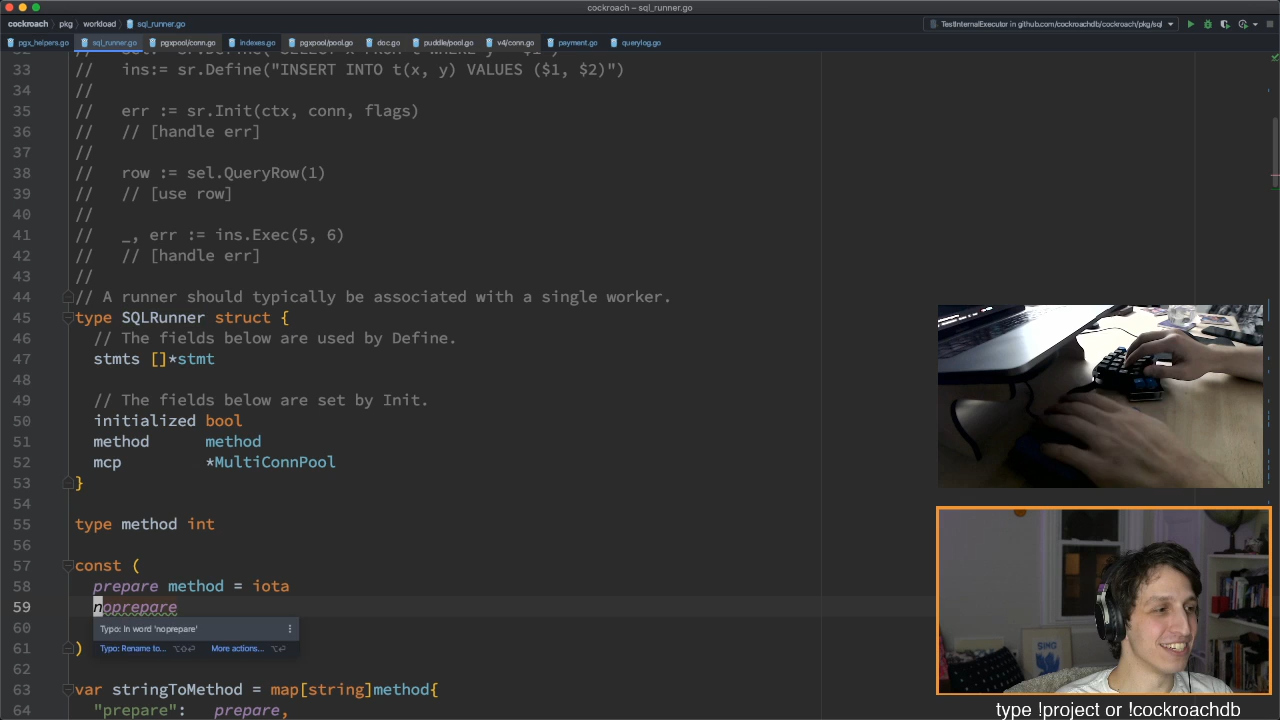 cockroach – sql_runner.go
cockroach › pkg › workload › sql_runner.go
TestInternalExecutor in github.com/cockroachdb/cockroach/pkg/sql
pg_helpers.go sql_runner.go pgxpool/conn.go indexes.go pgxpool/pool.go doc.go puddle/pool.go v4/conn.go payment.go querylog.go
33 // ins:= sr.Define("INSERT INTO t(x, y) VALUES ($1, $2)")
34 //
35 // err := sr.Init(ctx, conn, flags)
36 // // [handle err]
37 //
38 // row := sel.QueryRow(1)
39 // // [use row]
40 //
41 // _, err := ins.Exec(5, 6)
42 // // [handle err]
43 //
44 // A runner should typically be associated with a single worker.
45 type SQLRunner struct {
46 // The fields below are used by Define.
47 stmts []*stmt
48
49 // The fields below are set by Init.
50 initialized bool
51 method method
52 mcp *MultiConnPool
53 }
54
55 type method int
56
57 const (
58 prepare method = iota
59 noprepare
60
Typo: In word 'noprepare'
Typo: Rename to... ⌥⇧⏎ More actions... ⌥⏎
61 )
62
63 var stringToMethod = map[string]method{
64 "prepare": prepare,
type !project or !cockroachdb